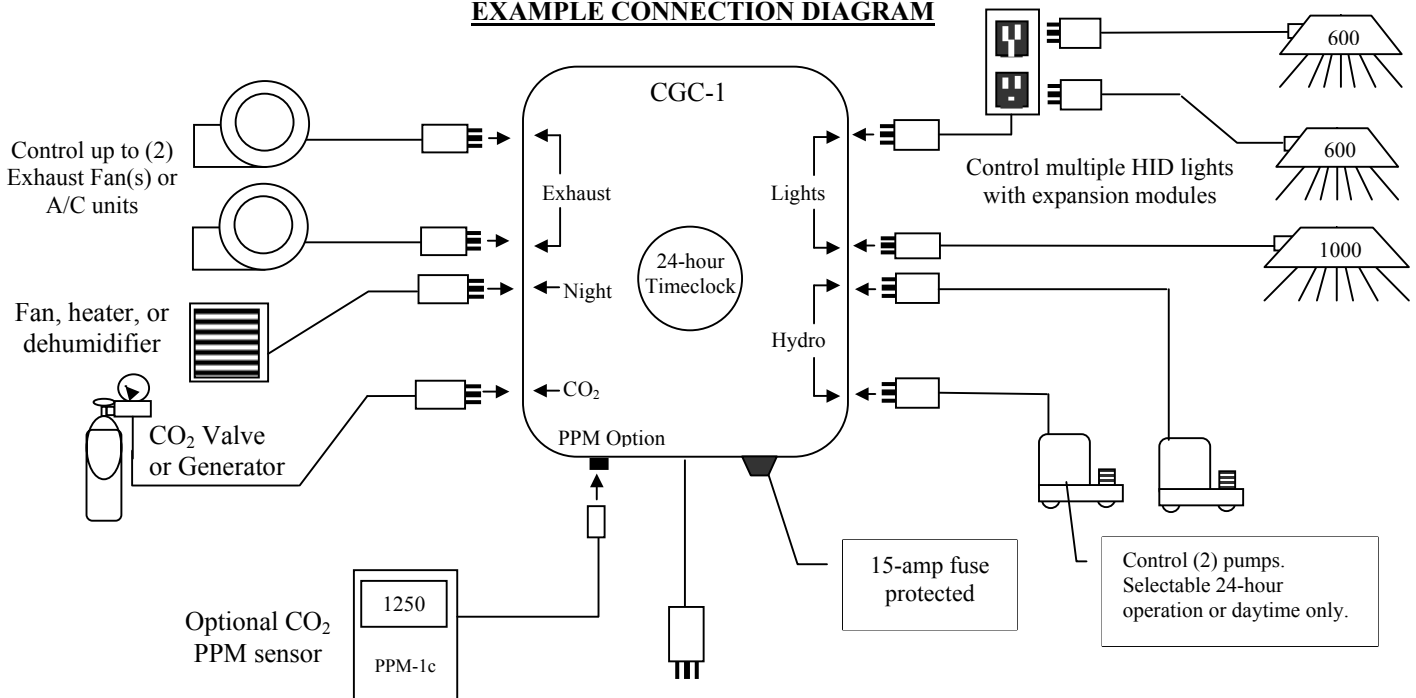 EXAMPLE CONNECTION DIAGRAM
CGC-1
Control up to (2)
Exhaust Fan(s) or
A/C units
Exhaust
Lights
600
600
Control multiple HID lights
with expansion modules
1000
24-hour
Timeclock
Night
Hydro
Fan, heater, or
dehumidifier
CO₂
CO₂ Valve
or Generator
PPM Option
15-amp fuse
protected
Control (2) pumps.
Selectable 24-hour
operation or daytime only.
Optional CO₂
PPM sensor
1250
PPM-1c